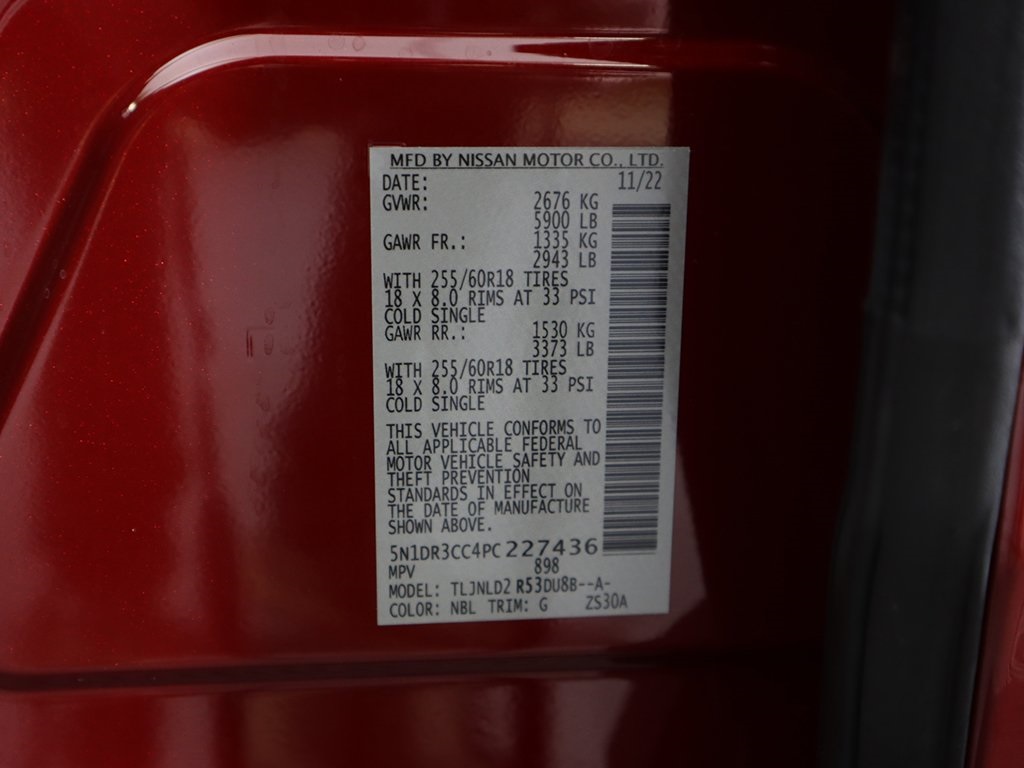 MFD BY NISSAN MOTOR CO., LTD.
DATE: 11/22
GVWR: 2676 KG
5900 LB
GAWR FR.: 1335 KG
2943 LB
WITH 255/60R18 TIRES
18 X 8.0 RIMS AT 33 PSI
COLD SINGLE
GAWR RR.: 1530 KG
3373 LB
WITH 255/60R18 TIRES
18 X 8.0 RIMS AT 33 PSI
COLD SINGLE
THIS VEHICLE CONFORMS TO
ALL APPLICABLE FEDERAL
MOTOR VEHICLE SAFETY AND
THEFT PREVENTION
STANDARDS IN EFFECT ON
THE DATE OF MANUFACTURE
SHOWN ABOVE.
5N1DR3CC4PC227436
MPV 898
MODEL: TLJNLD2 R53DU8B--A-
COLOR: NBL TRIM: G ZS30A